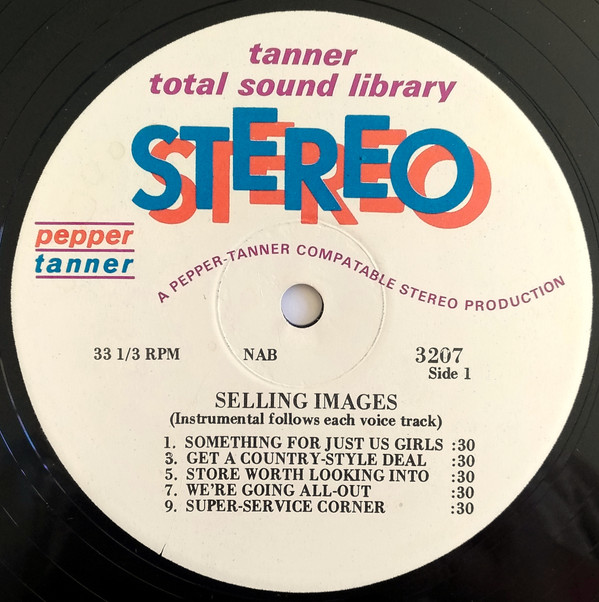 tanner
total sound library
STEREO
pepper
tanner
A PEPPER-TANNER COMPATABLE STEREO PRODUCTION
33 1/3 RPM NAB 3207
Side 1
SELLING IMAGES
(Instrumental follows each voice track)
1. SOMETHING FOR JUST US GIRLS :30
3. GET A COUNTRY-STYLE DEAL :30
5. STORE WORTH LOOKING INTO :30
7. WE'RE GOING ALL-OUT :30
9. SUPER-SERVICE CORNER :30